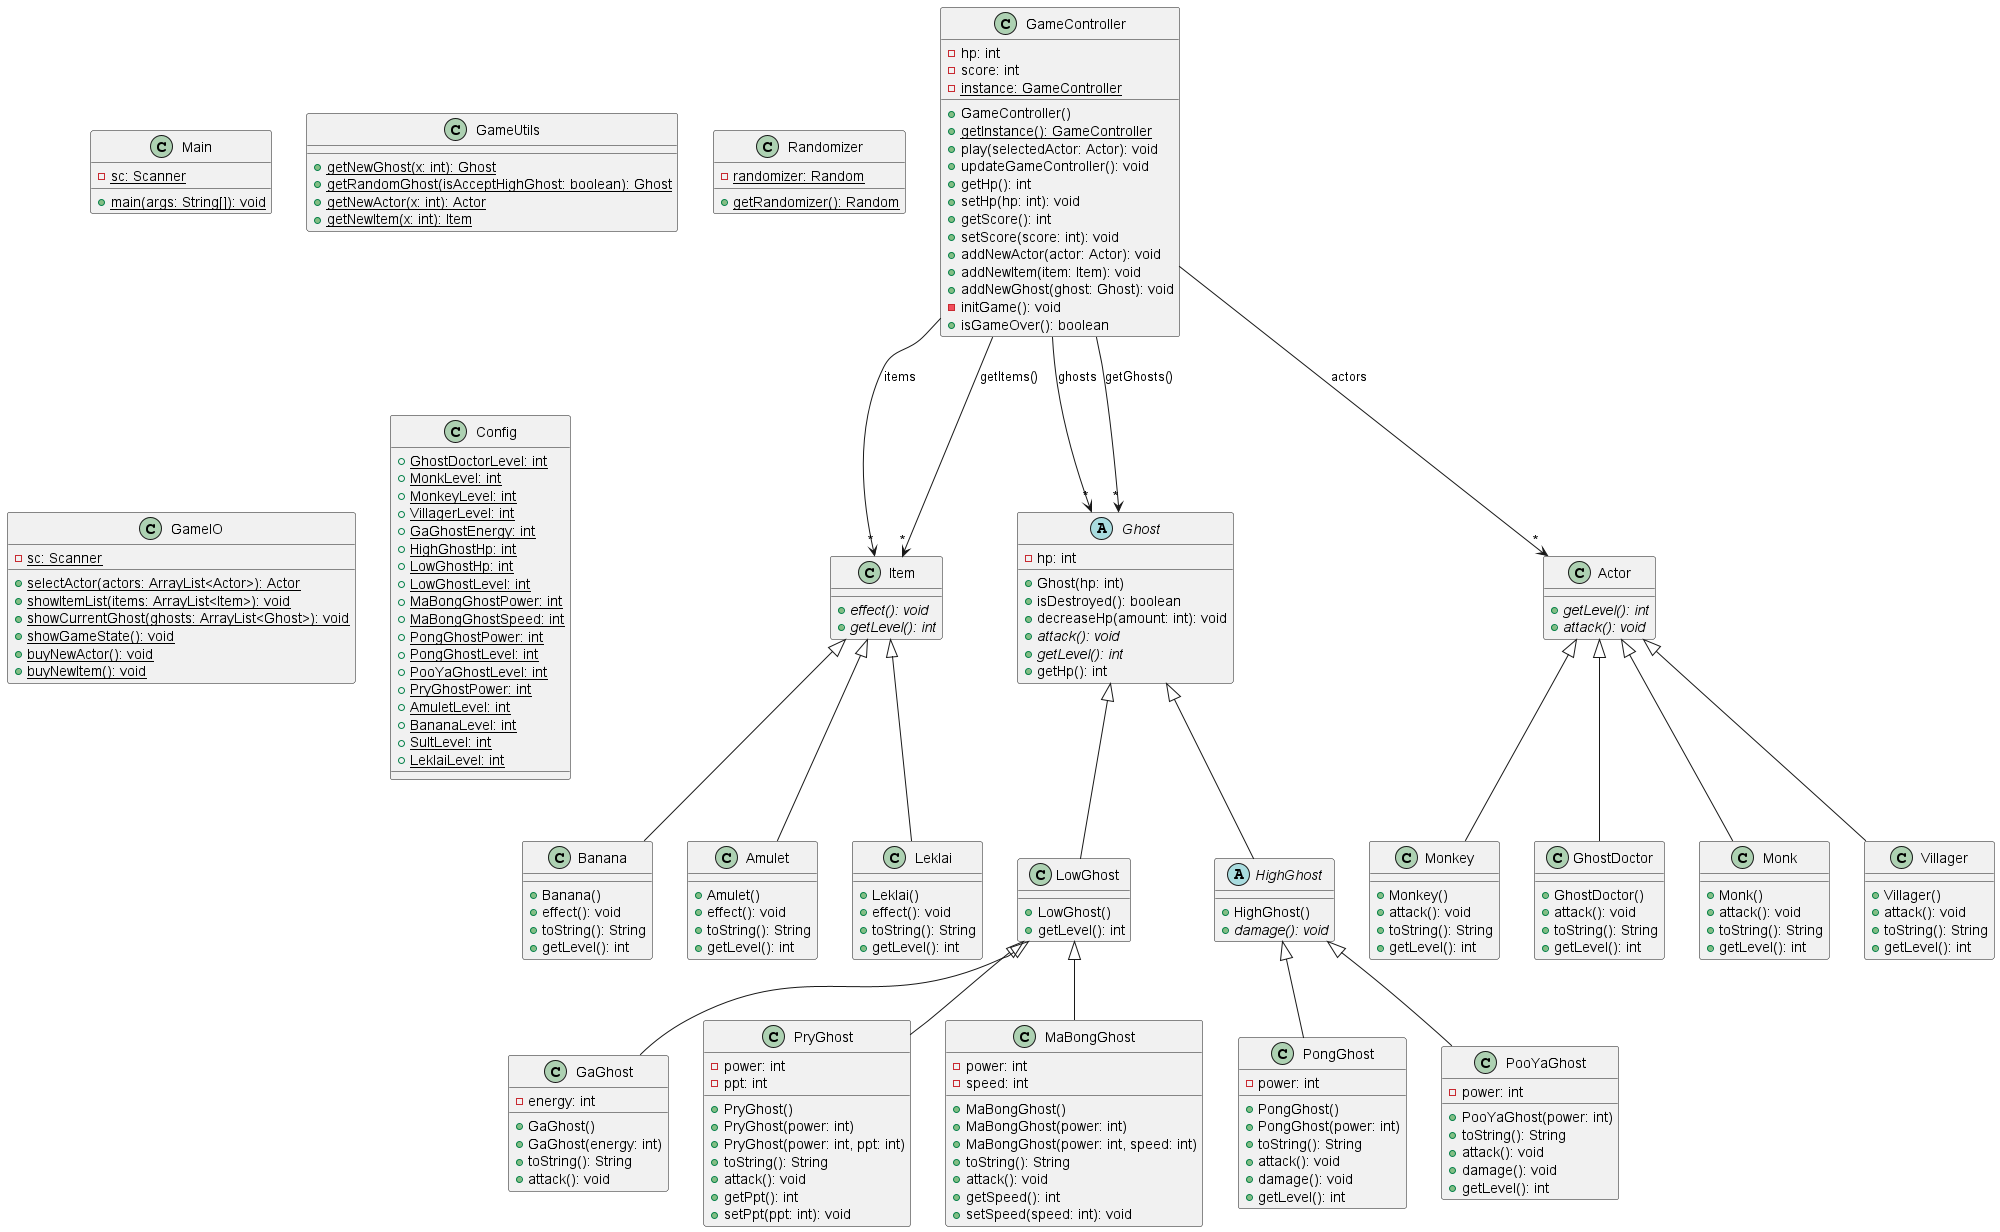 C GameController
hp: int
score: int
instance: GameController
GameController()
getInstance(): GameController
play(selectedActor: Actor): void
updateGameController(): void
getHp(): int
setHp(hp: int): void
getScore(): int
setScore(score: int): void
addNewActor(actor: Actor): void
addNewItem(item: Item): void
addNewGhost(ghost: Ghost): void
initGame(): void
isGameOver(): boolean
C Main
sc: Scanner
main(args: String[]): void
C GameUtils
getNewGhost(x: int): Ghost
getRandomGhost(isAcceptHighGhost: boolean): Ghost
getNewActor(x: int): Actor
getNewItem(x: int): Item
C Randomizer
randomizer: Random
getRandomizer(): Random
items
getItems()
ghosts
getGhosts()
actors
*
*
*
*
*
C GameIO
sc: Scanner
selectActor(actors: ArrayList<Actor>): Actor
showItemList(items: ArrayList<Item>): void
showCurrentGhost(ghosts: ArrayList<Ghost>): void
showGameState(): void
buyNewActor(): void
buyNewItem(): void
C Config
GhostDoctorLevel: int
MonkLevel: int
MonkeyLevel: int
VillagerLevel: int
GaGhostEnergy: int
HighGhostHp: int
LowGhostHp: int
LowGhostLevel: int
MaBongGhostPower: int
MaBongGhostSpeed: int
PongGhostPower: int
PongGhostLevel: int
PooYaGhostLevel: int
PryGhostPower: int
AmuletLevel: int
BananaLevel: int
SultLevel: int
LeklaiLevel: int
C Item
effect(): void
getLevel(): int
A Ghost
hp: int
Ghost(hp: int)
isDestroyed(): boolean
decreaseHp(amount: int): void
attack(): void
getLevel(): int
getHp(): int
C Actor
getLevel(): int
attack(): void
C Banana
Banana()
effect(): void
toString(): String
getLevel(): int
C Amulet
Amulet()
effect(): void
toString(): String
getLevel(): int
C Leklai
Leklai()
effect(): void
toString(): String
getLevel(): int
C LowGhost
LowGhost()
getLevel(): int
A HighGhost
HighGhost()
damage(): void
C Monkey
Monkey()
attack(): void
toString(): String
getLevel(): int
C GhostDoctor
GhostDoctor()
attack(): void
toString(): String
getLevel(): int
C Monk
Monk()
attack(): void
toString(): String
getLevel(): int
C Villager
Villager()
attack(): void
toString(): String
getLevel(): int
C GaGhost
energy: int
GaGhost()
GaGhost(energy: int)
toString(): String
attack(): void
C PryGhost
power: int
ppt: int
PryGhost()
PryGhost(power: int)
PryGhost(power: int, ppt: int)
toString(): String
attack(): void
getPpt(): int
setPpt(ppt: int): void
C MaBongGhost
power: int
speed: int
MaBongGhost()
MaBongGhost(power: int)
MaBongGhost(power: int, speed: int)
toString(): String
attack(): void
getSpeed(): int
setSpeed(speed: int): void
C PongGhost
power: int
PongGhost()
PongGhost(power: int)
toString(): String
attack(): void
damage(): void
getLevel(): int
C PooYaGhost
power: int
PooYaGhost(power: int)
toString(): String
attack(): void
damage(): void
getLevel(): int